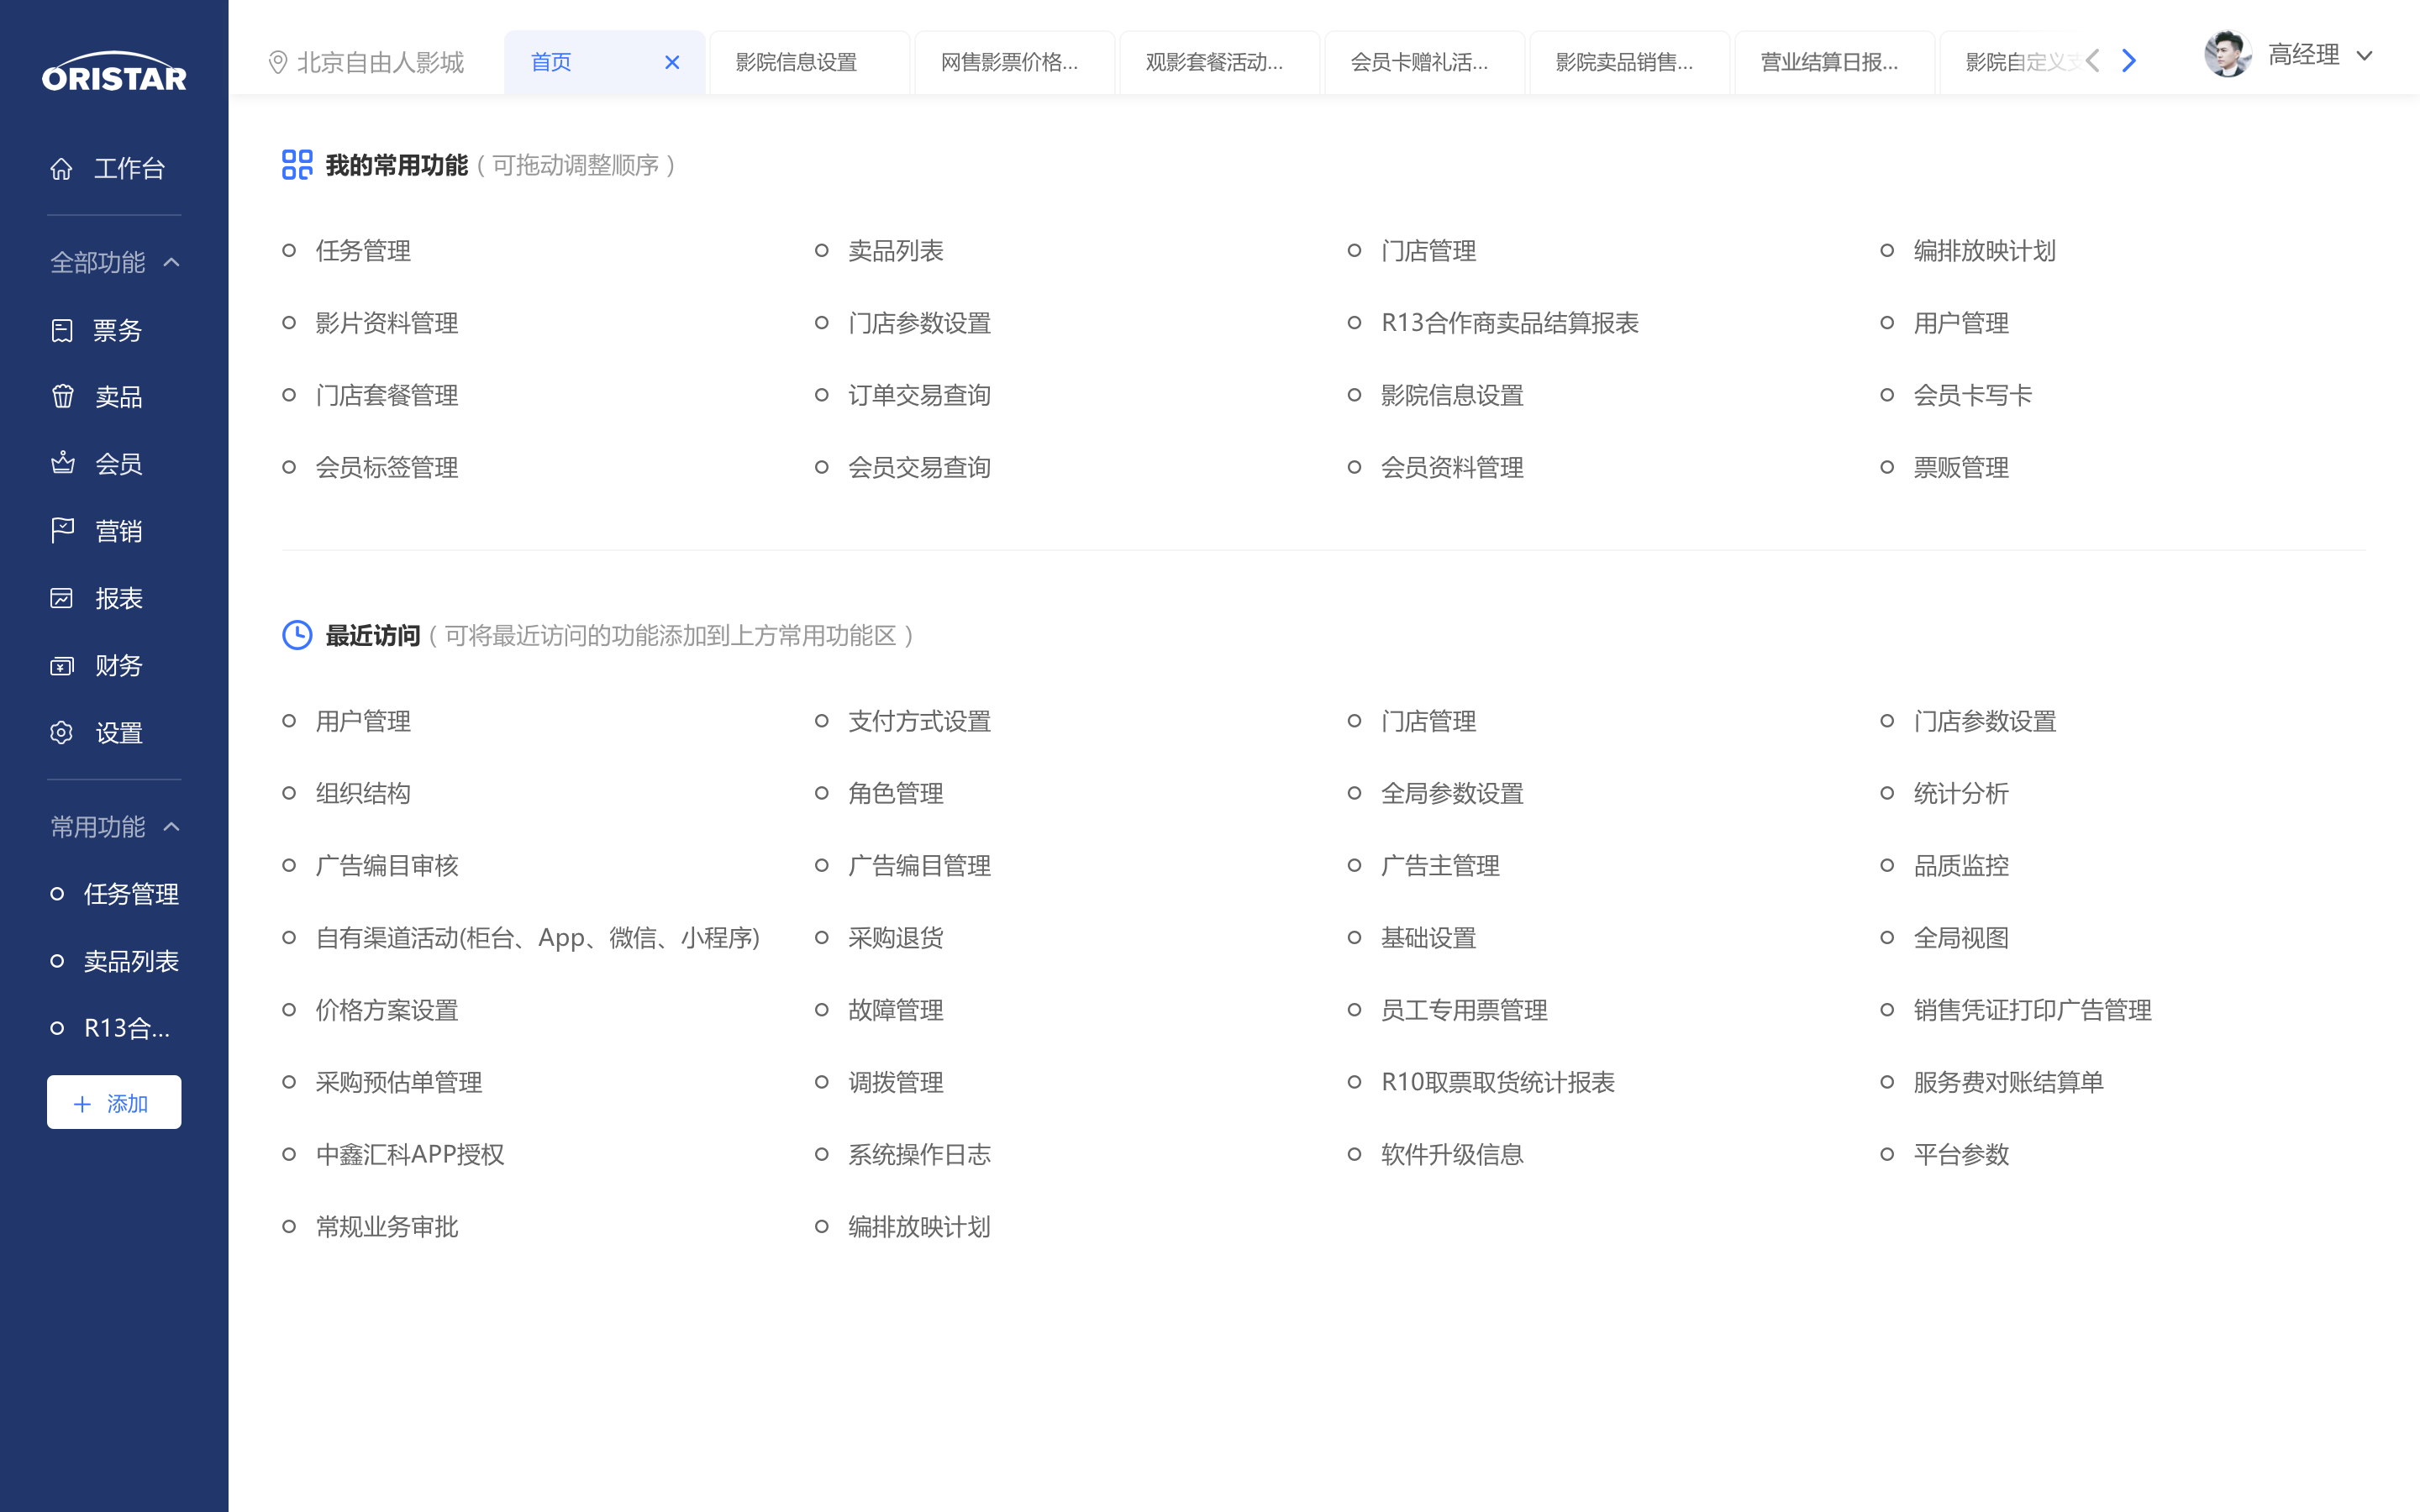 ORISTAR
工作台
全部功能
票务
卖品
会员
营销
报表
财务
设置
常用功能
任务管理
卖品列表
R13合...
添加
北京自由人影城
首页
影院信息设置
网售影票价格...
观影套餐活动...
会员卡赠礼活...
影院卖品销售...
营业结算日报...
影院自定义支
高经理
我的常用功能 ( 可拖动调整顺序 )
任务管理 卖品列表 门店管理 编排放映计划
影片资料管理 门店参数设置 R13合作商卖品结算报表 用户管理
门店套餐管理 订单交易查询 影院信息设置 会员卡写卡
会员标签管理 会员交易查询 会员资料管理 票贩管理
最近访问 ( 可将最近访问的功能添加到上方常用功能区 )
用户管理 支付方式设置 门店管理 门店参数设置
组织结构 角色管理 全局参数设置 统计分析
广告编目审核 广告编目管理 广告主管理 品质监控
自有渠道活动(柜台、App、微信、小程序) 采购退货 基础设置 全局视图
价格方案设置 故障管理 员工专用票管理 销售凭证打印广告管理
采购预估单管理 调拨管理 R10取票取货统计报表 服务费对账结算单
中鑫汇科APP授权 系统操作日志 软件升级信息 平台参数
常规业务审批 编排放映计划